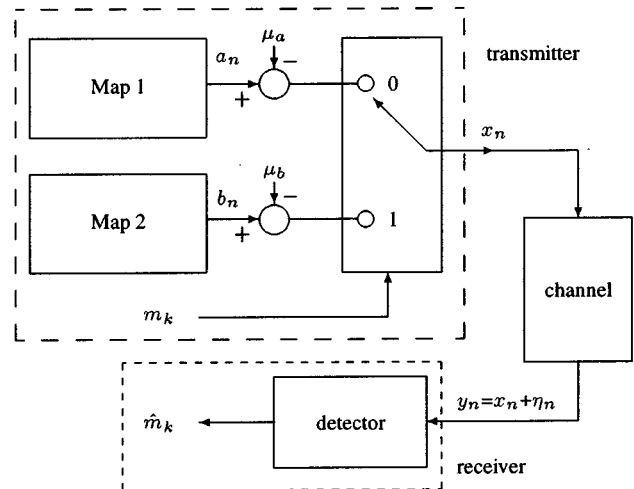 μ_a
a_n
−
Map 1
+
0
transmitter
x_n
μ_b
b_n
−
Map 2
+
1
channel
m_k
y_n=x_n+η_n
m̂_k
detector
receiver